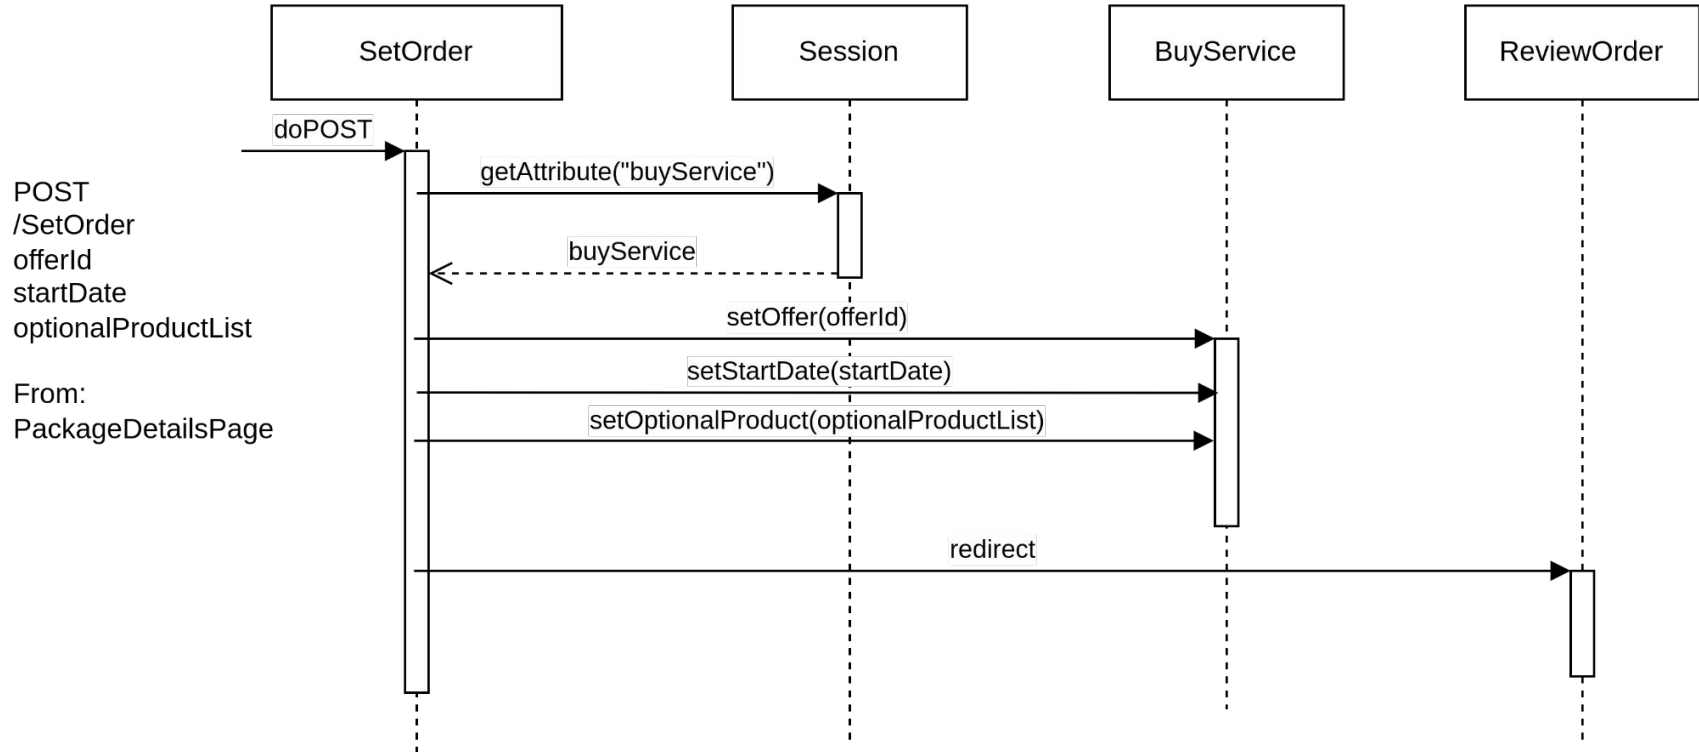 SetOrder
Session
BuyService
ReviewOrder
doPOST
getAttribute("buyService")
POST
/SetOrder
offerId
startDate
optionalProductList
From:
PackageDetailsPage
buyService
setOffer(offerId)
setStartDate(startDate)
setOptionalProduct(optionalProductList)
redirect